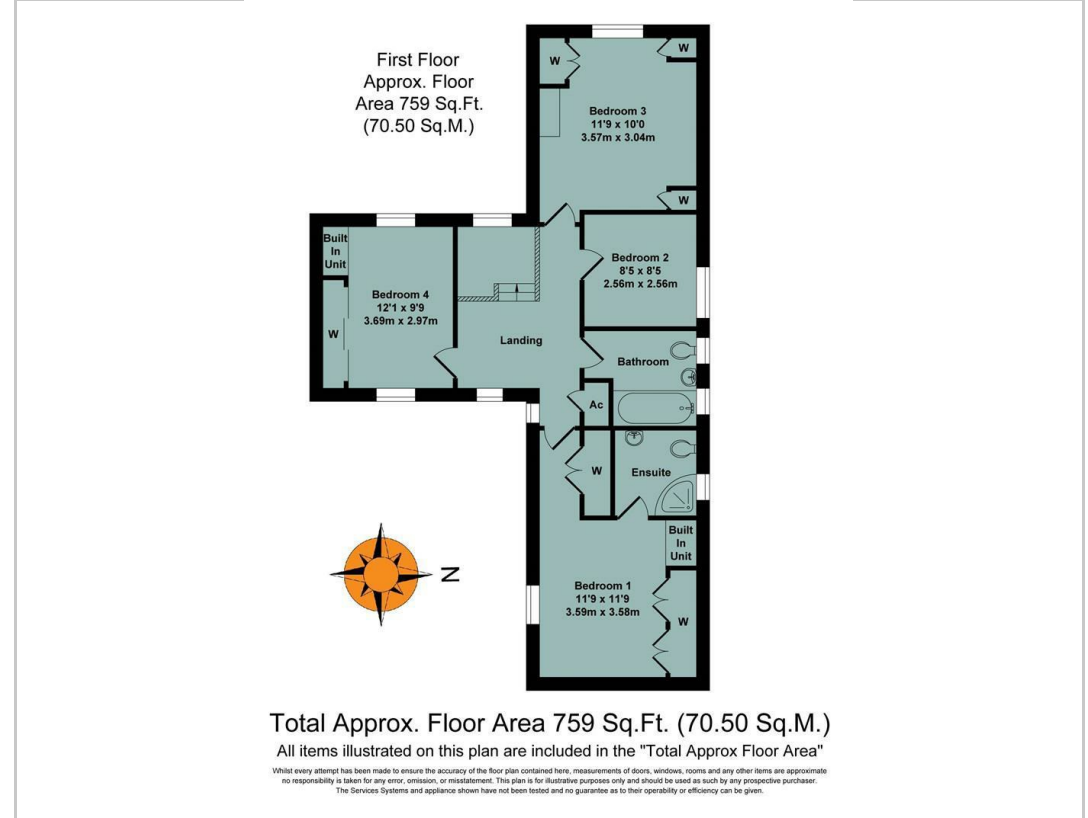 First Floor
Approx. Floor
Area 759 Sq.Ft.
(70.50 Sq.M.)
W
W
Bedroom 3
11'9 x 10'0
3.57m x 3.04m
W
Built
In
Unit
Bedroom 4
12'1 x 9'9
3.69m x 2.97m
W
Bedroom 2
8'5 x 8'5
2.56m x 2.56m
Landing
Bathroom
Ac
W
Ensuite
Built
In
Unit
Bedroom 1
11'9 x 11'9
3.59m x 3.58m
W
N
Total Approx. Floor Area 759 Sq.Ft. (70.50 Sq.M.)
All items illustrated on this plan are included in the "Total Approx Floor Area"
Whilst every attempt has been made to ensure the accuracy of the floor plan contained here, measurements of doors, windows, rooms and any other items are approximate
no responsibility is taken for any error, omission, or misstatement. This plan is for illustrative purposes only and should be used as such by any prospective purchaser.
The Services Systems and appliance shown have not been tested and no guarantee as to their operability or efficiency can be given.